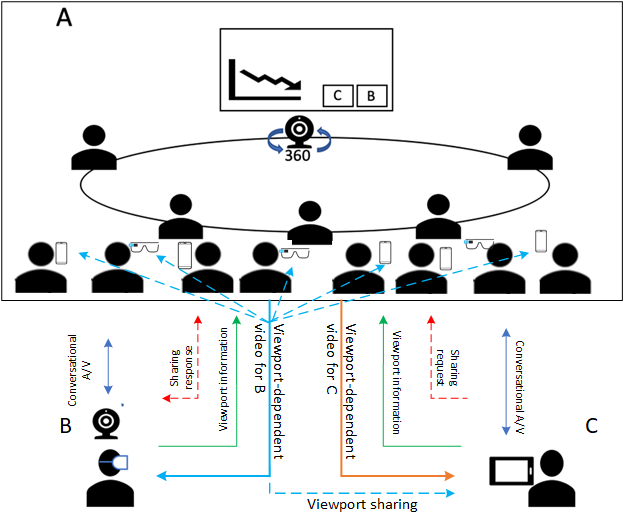 A
C
B
360
Conversational
A/V
Sharing
response
Viewport information
Viewport-dependent
video for B
Viewport-dependent
video for C
Viewport information
Sharing
request
Conversational A/V
B
C
Viewport sharing